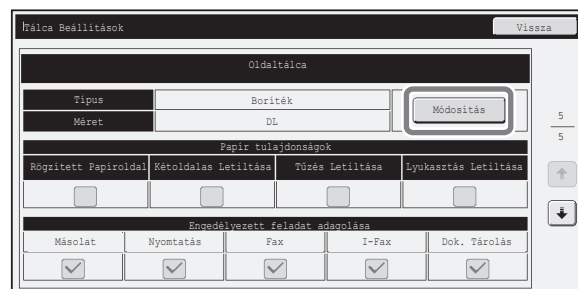 Tálca Beállítások
Vissza
Oldaltálca
Típus
Boríték
Módosítás
Méret
DL
5
5
Papír tulajdonságok
Rögzített Papíroldal
Kétoldalas Letiltása
Tűzés Letiltása
Lyukasztás Letiltása
Engedélyezett feladat adagolása
Másolat
Nyomtatás
Fax
I-Fax
Dok. Tárolás